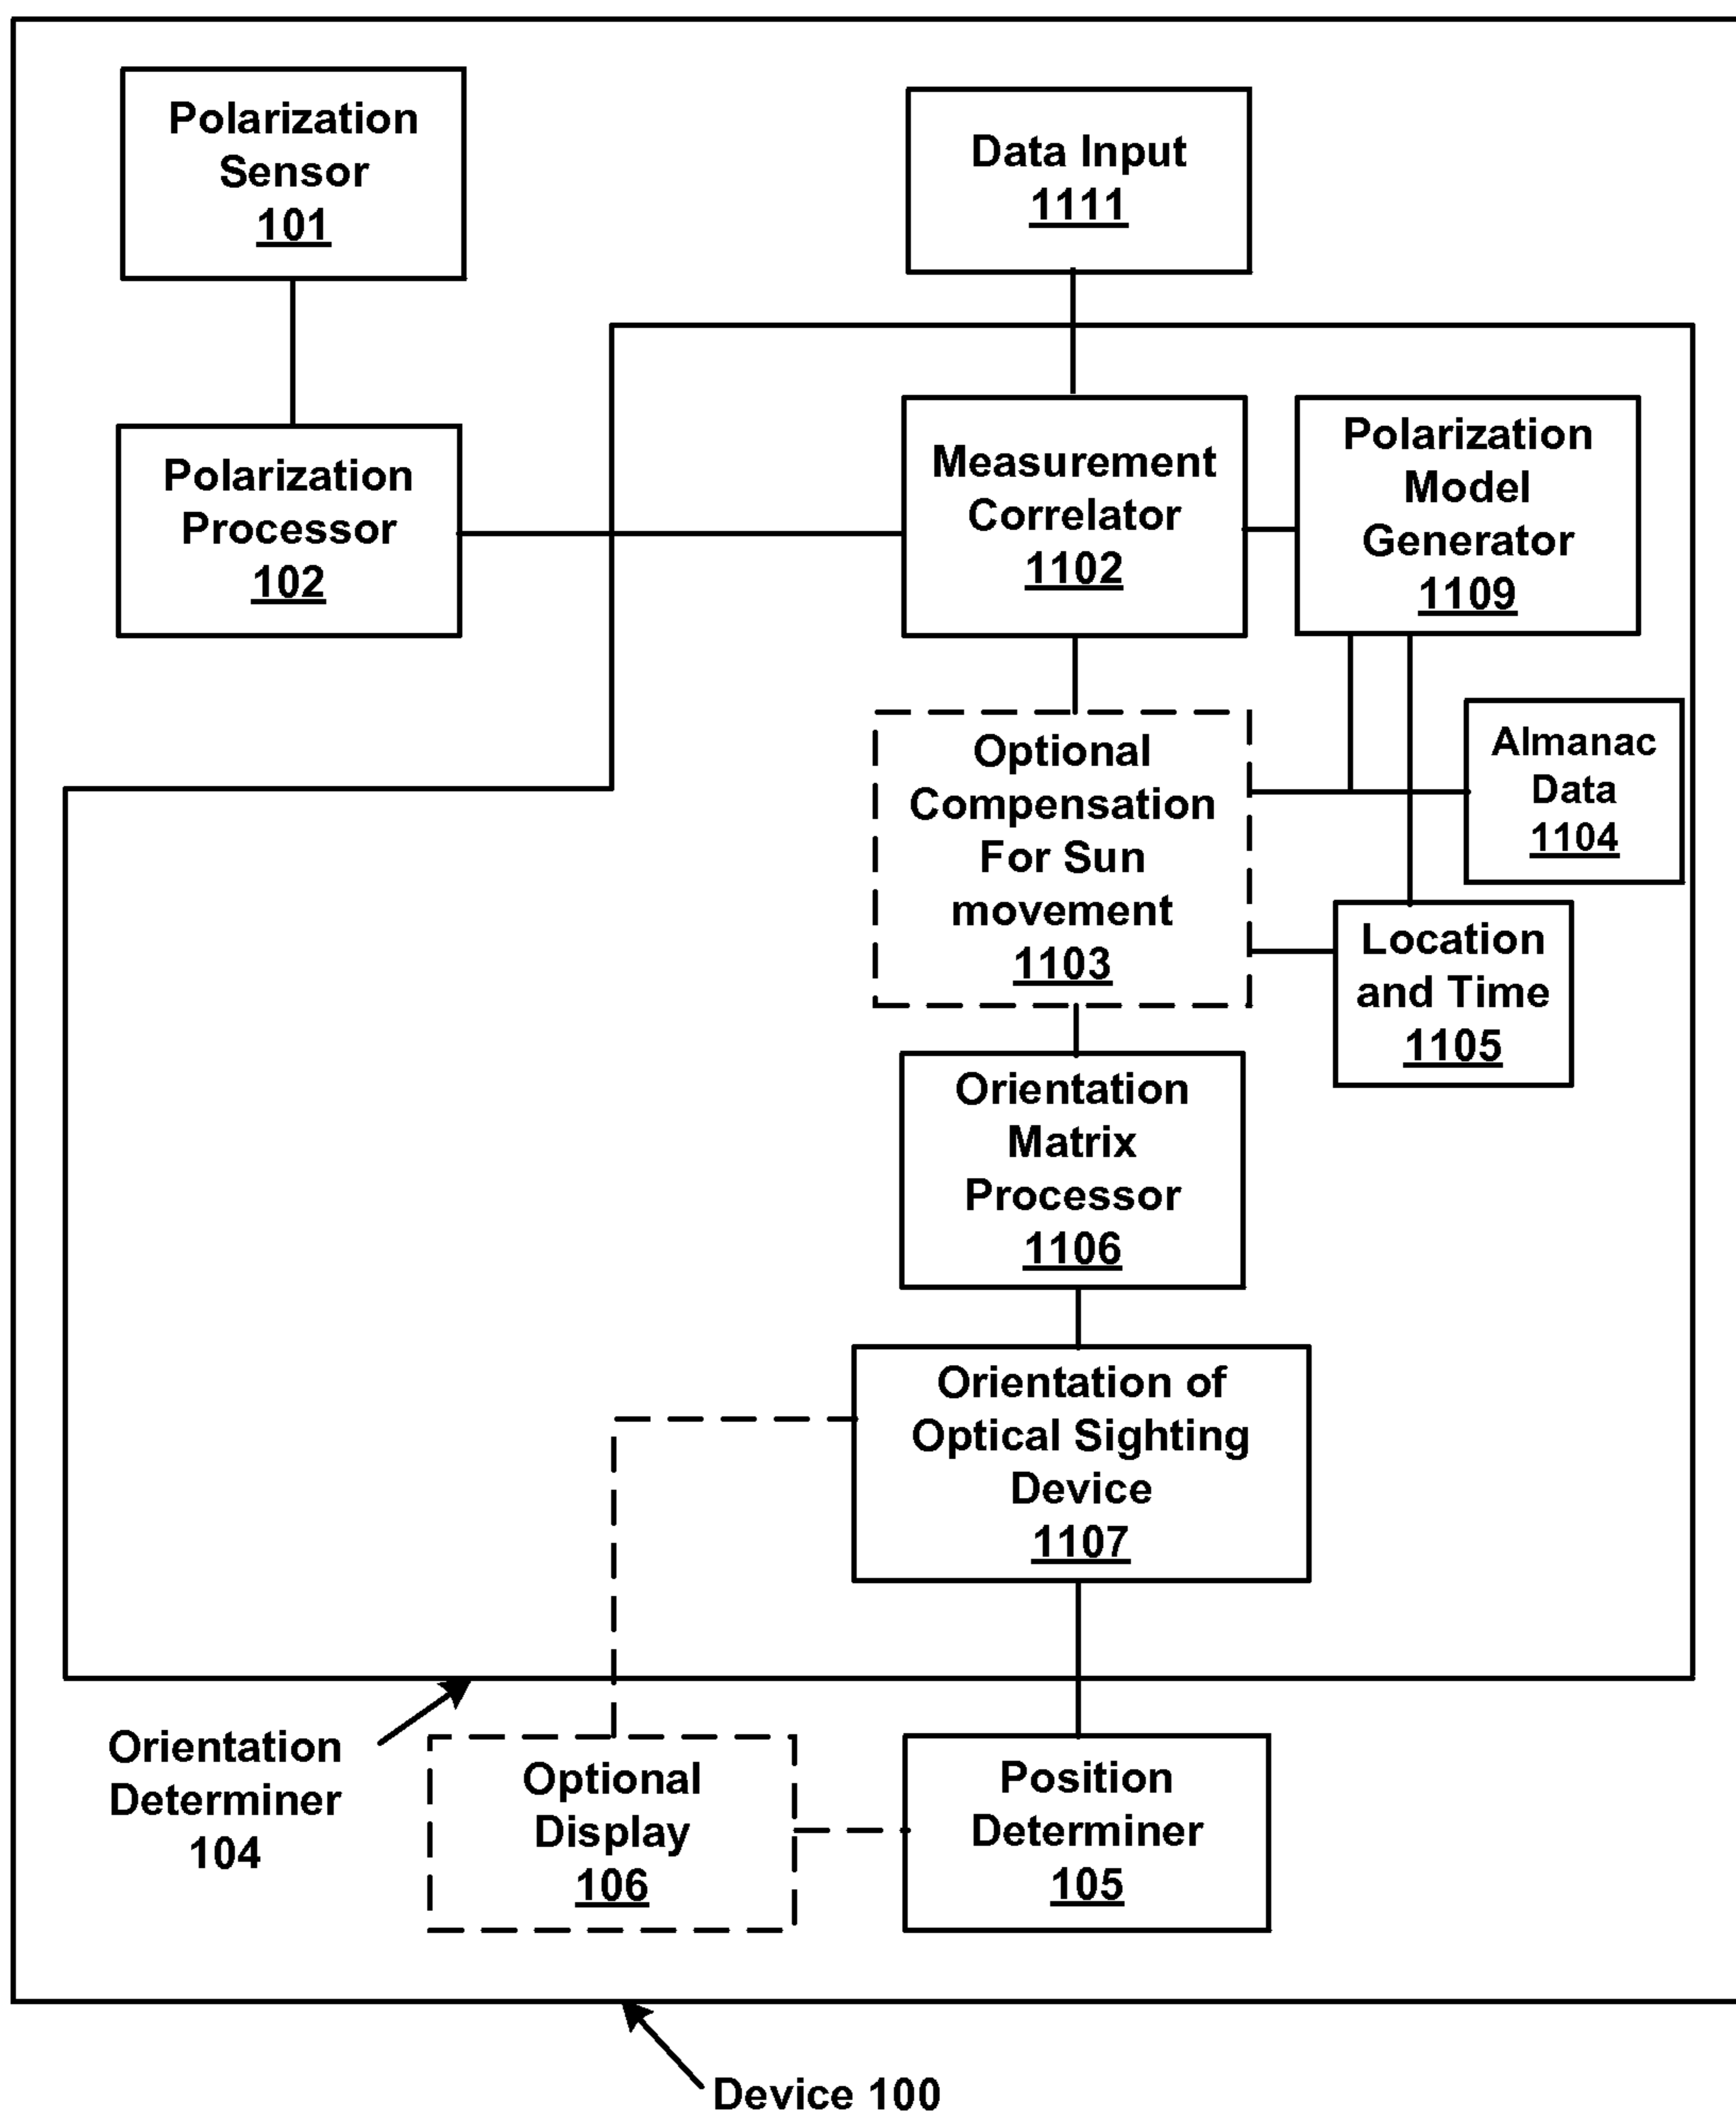 Polarization
Sensor
101
Data Input
1111
Polarization
Processor
102
Measurement
Correlator
1102
Polarization
Model
Generator
1109
Optional
Compensation
For Sun
movement
1103
Almanac
Data
1104
Location
and Time
1105
Orientation
Matrix
Processor
1106
Orientation of
Optical Sighting
Device
1107
Orientation
Determiner
104
Optional
Display
106
Position
Determiner
105
Device 100